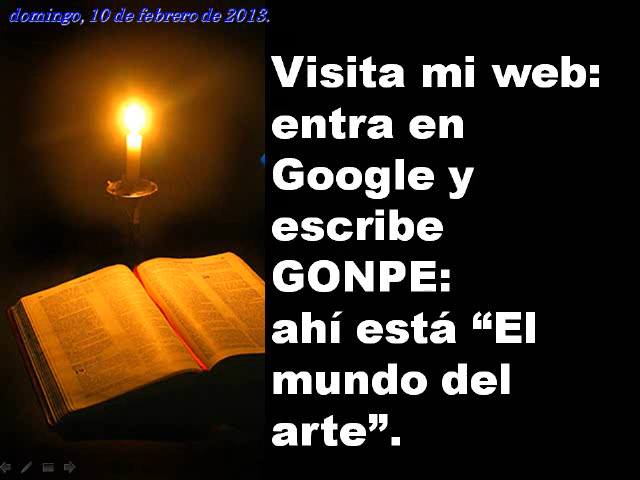 domingo, 10 de febrero de 2013.
Visita mi web:
entra en
Google y
escribe
GONPE:
ahí está “El
mundo del
arte”.